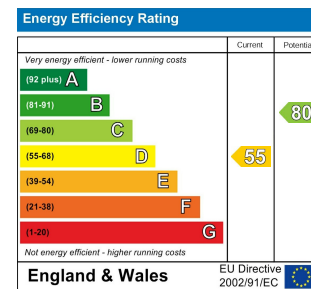 Energy Efficiency Rating
Current Potentia
Very energy efficient - lower running costs
(92 plus) A
(81-91) B
80
(69-80) C
(55-68) D
55
(39-54) E
(21-38) F
(1-20) G
Not energy efficient - higher running costs
England & Wales
EU Directive
2002/91/EC